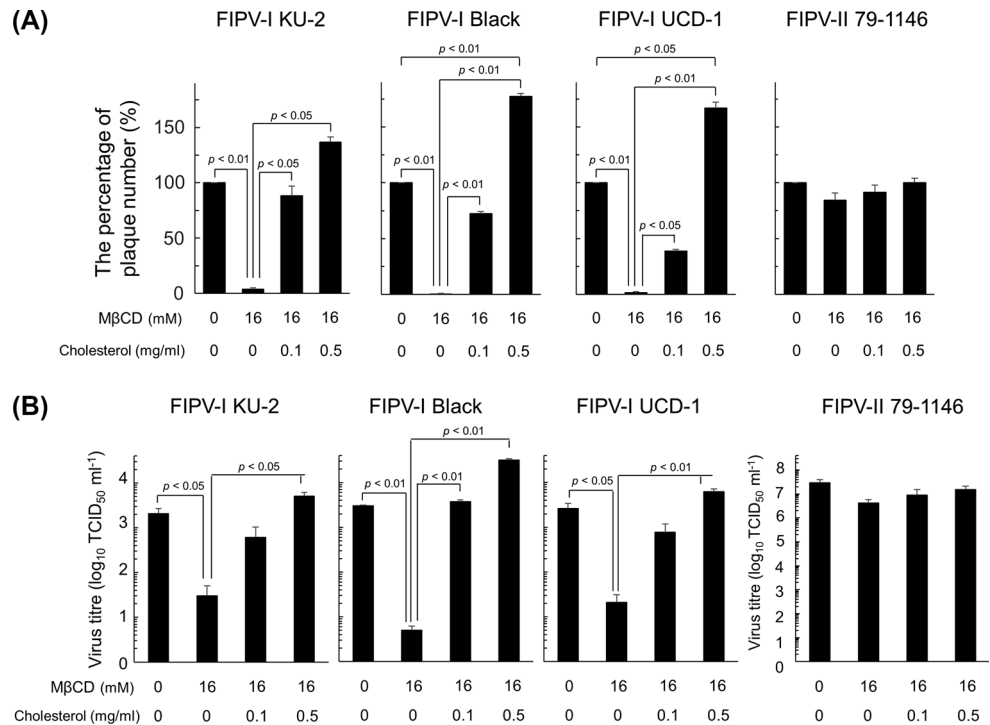 (A)
FIPV-I KU-2 FIPV-I Black FIPV-I UCD-1 FIPV-II 79-1146
p < 0.01 p < 0.05
p < 0.01 p < 0.01
p < 0.05
p < 0.01 p < 0.05 p < 0.01 p < 0.01
p < 0.01 p < 0.05
The percentage of
plaque number (%)
150
100
50
0
MβCD (mM) 0 16 16 16 0 16 16 16 0 16 16 16 0 16 16 16
Cholesterol (mg/ml) 0 0 0.1 0.5 0 0 0.1 0.5 0 0 0.1 0.5 0 0 0.1 0.5
(B)
FIPV-I KU-2 FIPV-I Black FIPV-I UCD-1 FIPV-II 79-1146
p < 0.01
p < 0.05 p < 0.01
p < 0.05 p < 0.01 p < 0.01 p < 0.05
Virus titre (log10 TCID50 ml-1)
4
3
2
1
0
Virus titre (log10 TCID50 ml-1)
8
7
6
5
4
3
2
1
0
MβCD (mM) 0 16 16 16 0 16 16 16 0 16 16 16 0 16 16 16
Cholesterol (mg/ml) 0 0 0.1 0.5 0 0 0.1 0.5 0 0 0.1 0.5 0 0 0.1 0.5